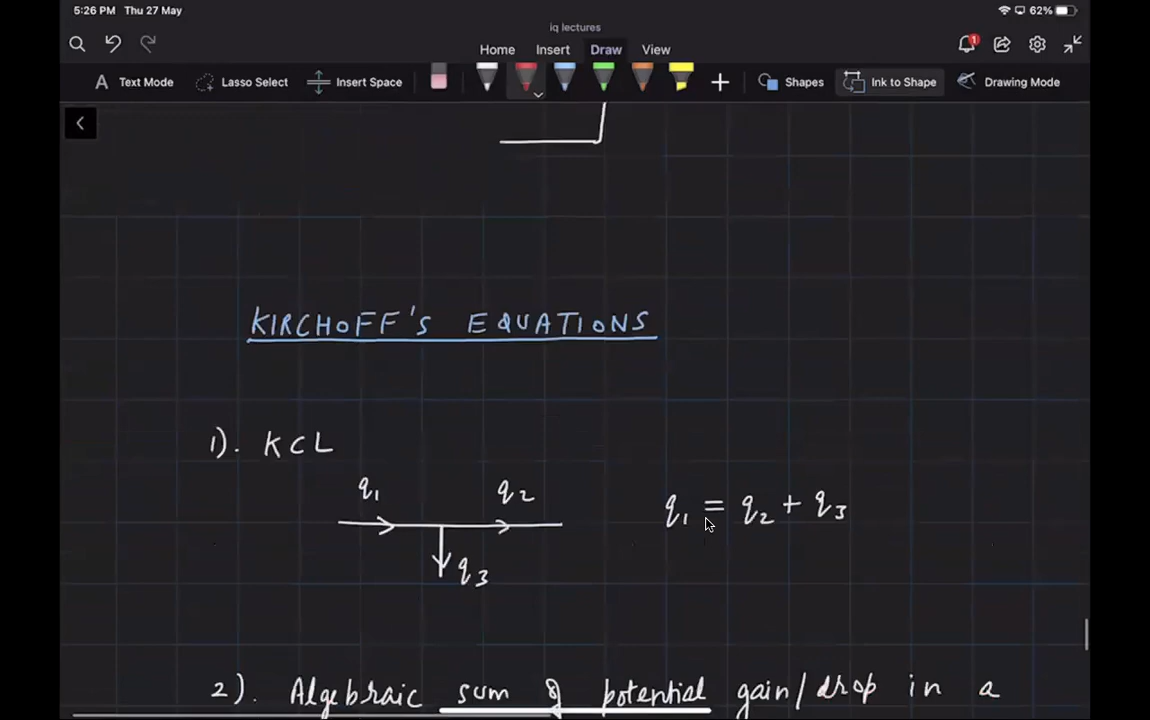 5:26 PM Thu 27 May 62%
iq lectures
Home Insert Draw View
1
Text Mode Lasso Select Insert Space Shapes Ink to Shape Drawing Mode
KIRCHOFF's EQUATIONS
1). KCL
q1 q2
q1 = q2 + q3
q3
2). Algebraic sum of potential gain/drop in a